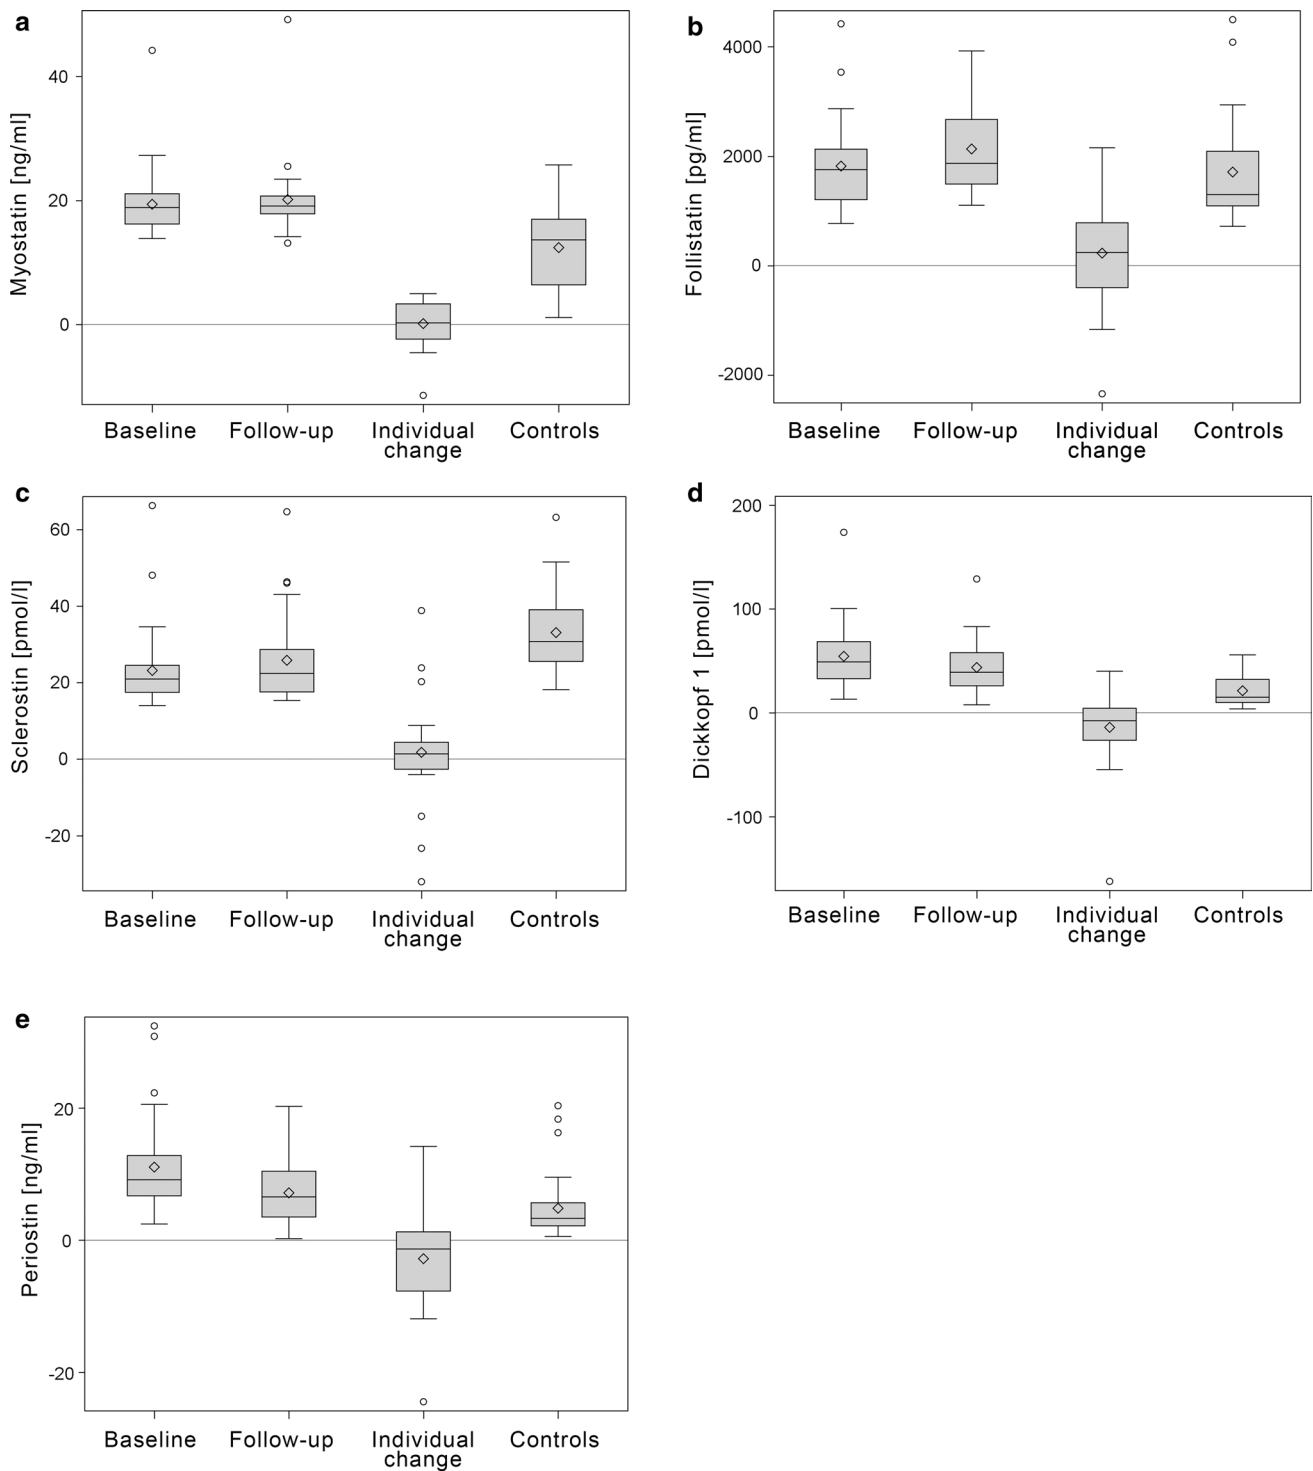 a
Myostatin [ng/ml]
40
20
0
Baseline Follow-up Individual change Controls
b
Follistatin [pg/ml]
4000
2000
0
-2000
Baseline Follow-up Individual change Controls
c
Sclerostin [pmol/l]
60
40
20
0
-20
Baseline Follow-up Individual change Controls
d
Dickkopf 1 [pmol/l]
200
100
0
-100
Baseline Follow-up Individual change Controls
e
Periostin [ng/ml]
20
0
-20
Baseline Follow-up Individual change Controls